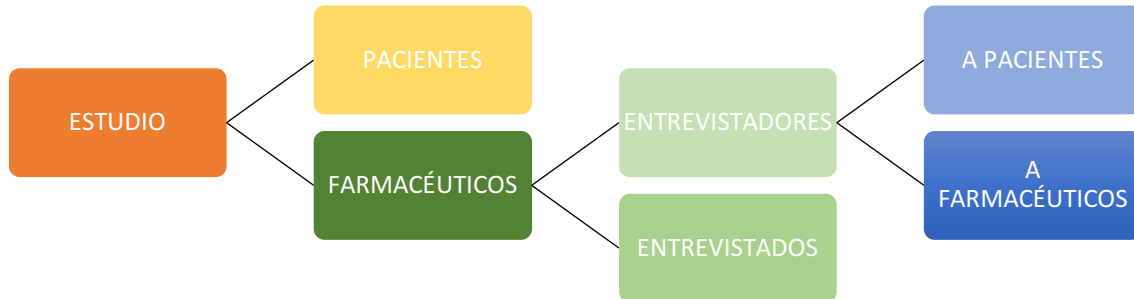 ESTUDIO
PACIENTES
FARMACÉUTICOS
ENTREVISTADORES
ENTREVISTADOS
A PACIENTES
A
FARMACÉUTICOS